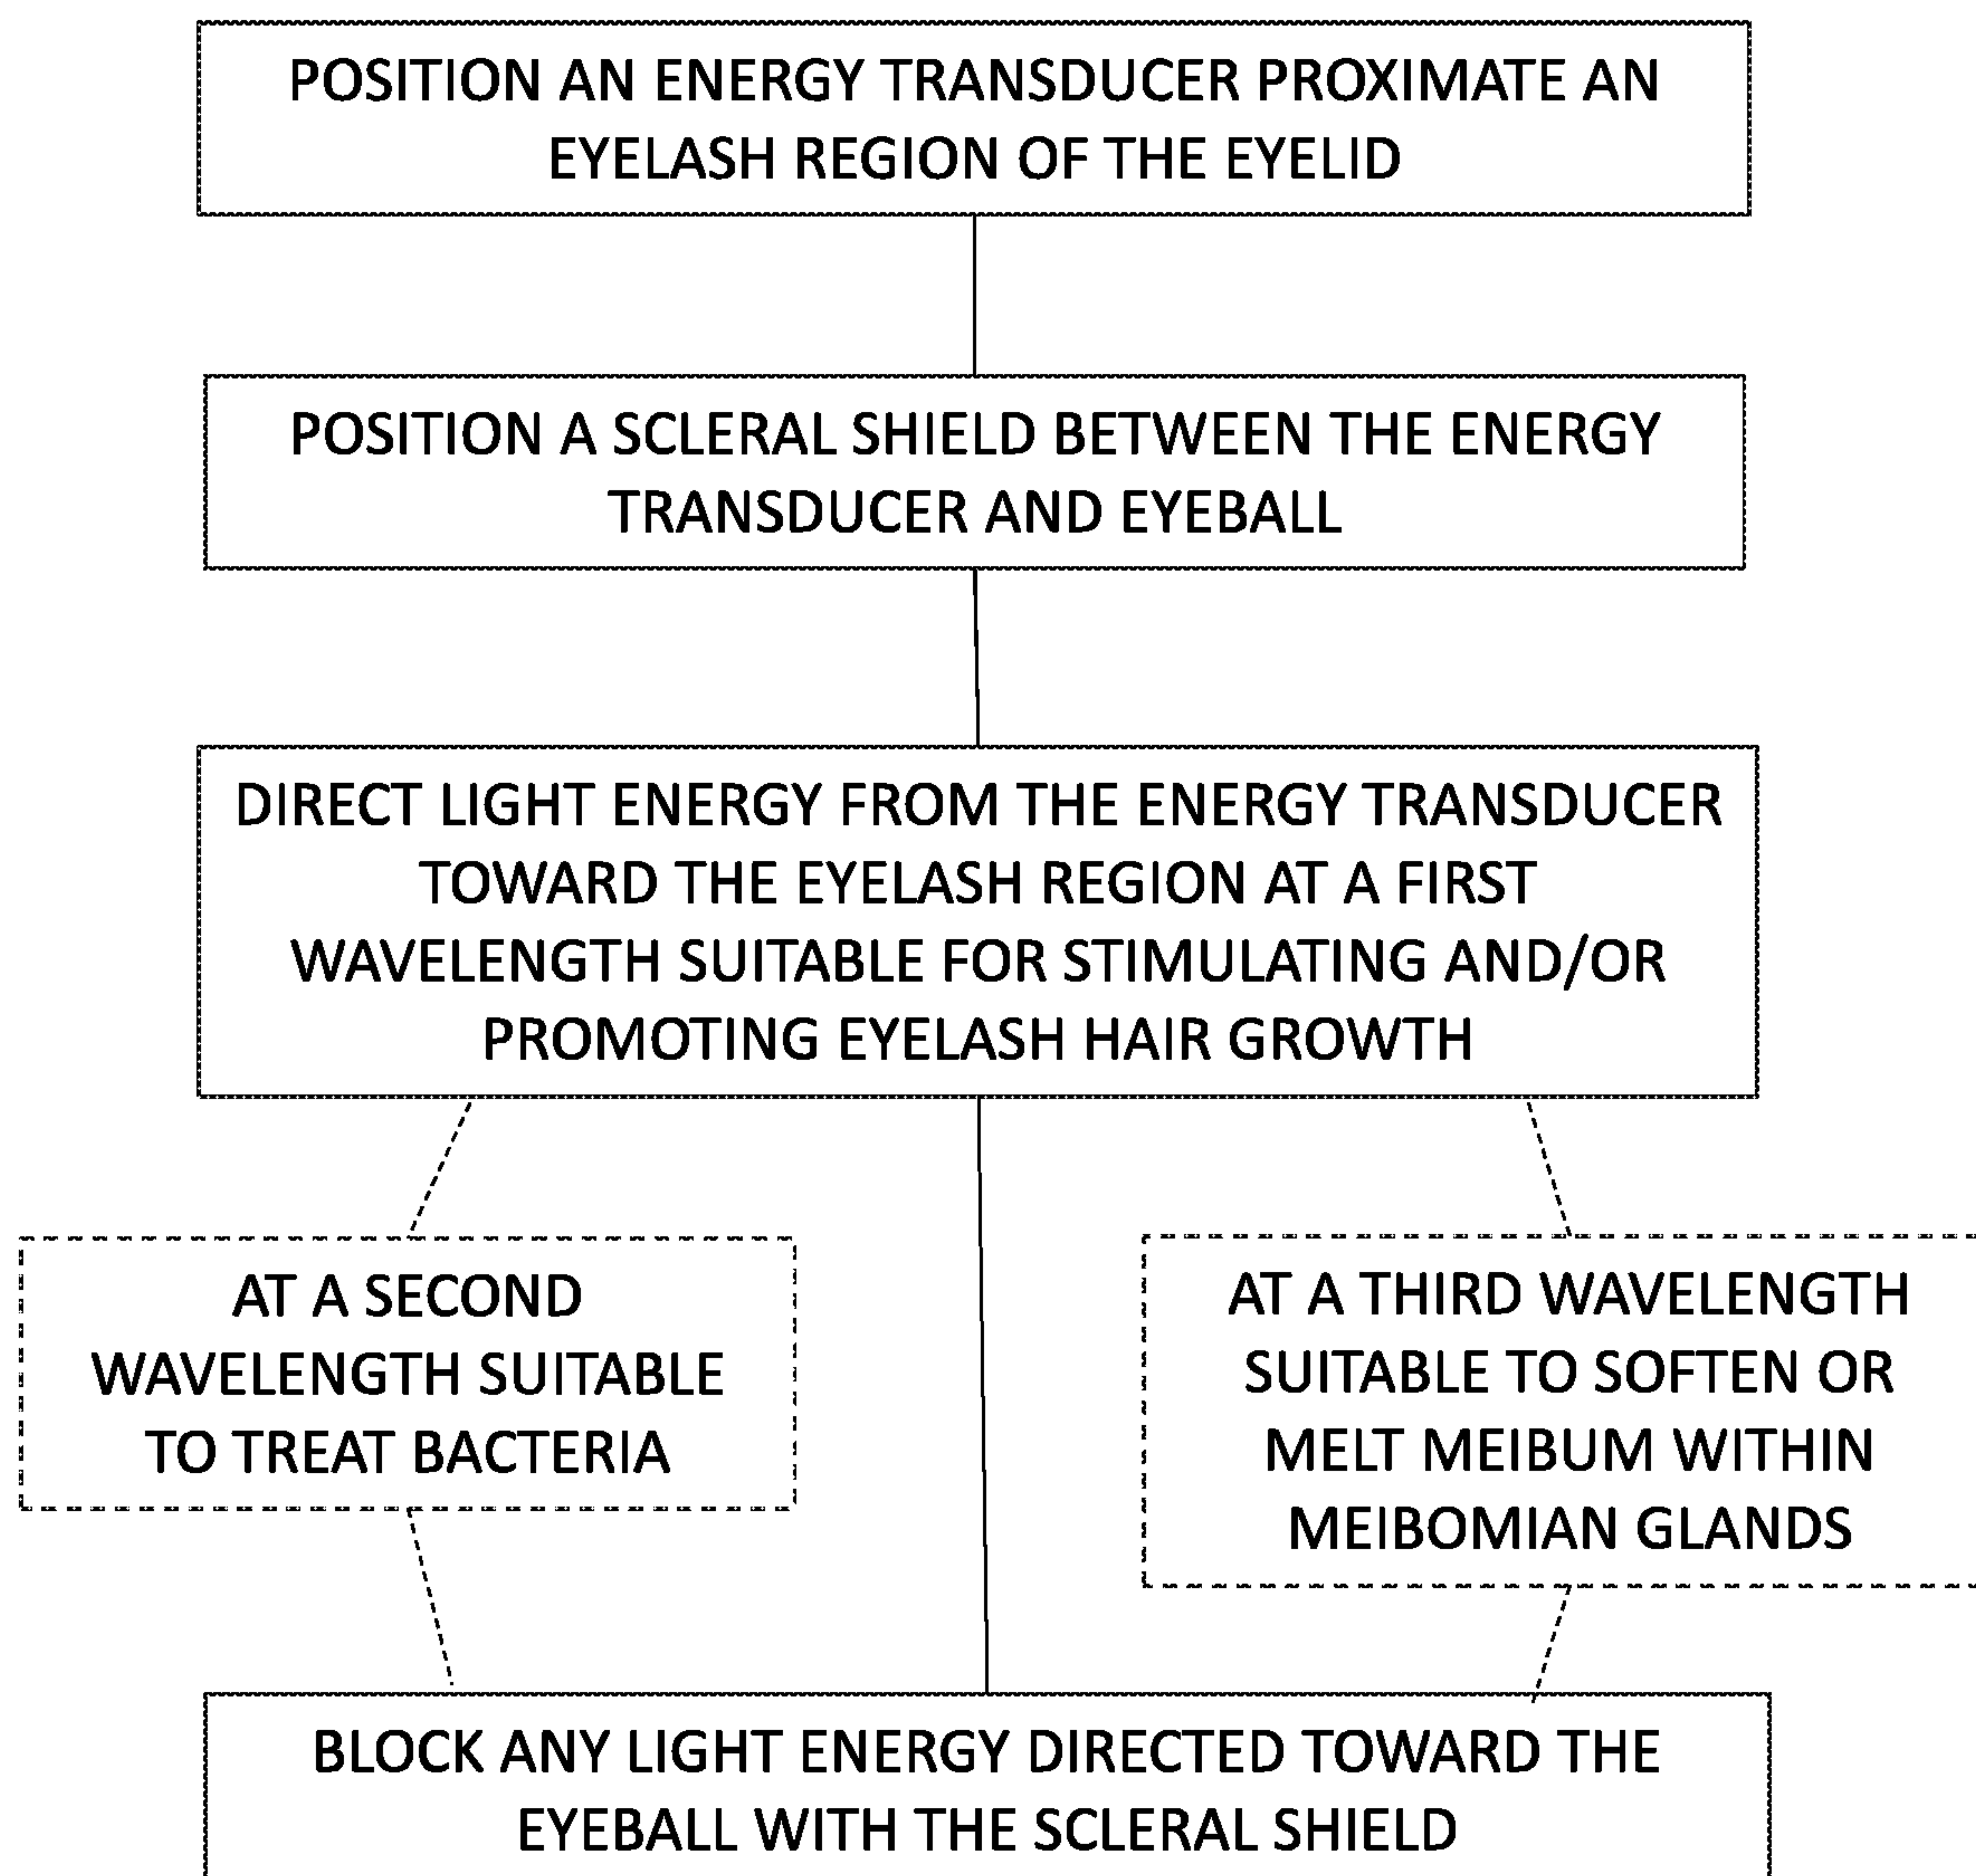 POSITION AN ENERGY TRANSDUCER PROXIMATE AN
EYELASH REGION OF THE EYELID
POSITION A SCLERAL SHIELD BETWEEN THE ENERGY
TRANSDUCER AND EYEBALL
DIRECT LIGHT ENERGY FROM THE ENERGY TRANSDUCER
TOWARD THE EYELASH REGION AT A FIRST
WAVELENGTH SUITABLE FOR STIMULATING AND/OR
PROMOTING EYELASH HAIR GROWTH
AT A SECOND
WAVELENGTH SUITABLE
TO TREAT BACTERIA
AT A THIRD WAVELENGTH
SUITABLE TO SOFTEN OR
MELT MEIBUM WITHIN
MEIBOMIAN GLANDS
BLOCK ANY LIGHT ENERGY DIRECTED TOWARD THE
EYEBALL WITH THE SCLERAL SHIELD